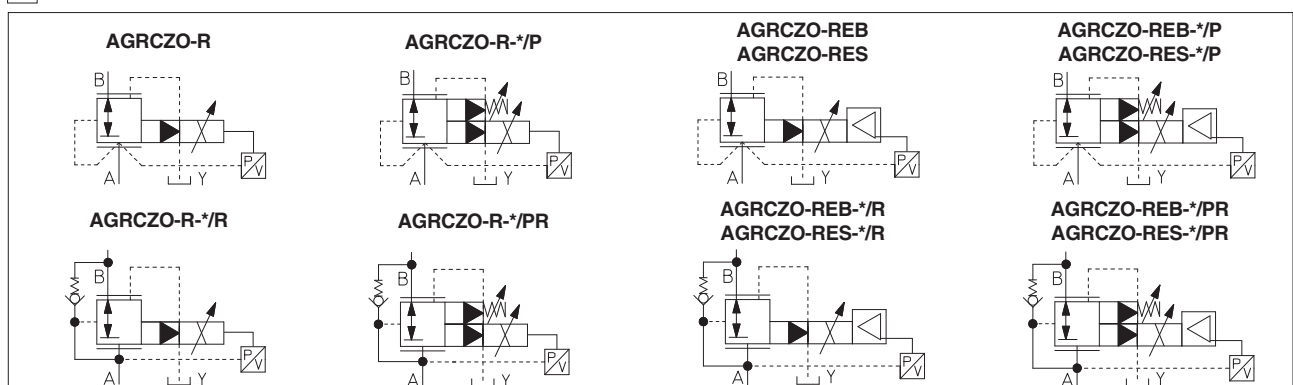 AGRCZO-R
AGRCZO-R-*/P
AGRCZO-REB
AGRCZO-RES
AGRCZO-REB-*/P
AGRCZO-RES-*/P
B
A
Y
P/V
B
A
Y
P/V
B
A
Y
P/V
B
A
Y
P/V
AGRCZO-R-*/R
AGRCZO-R-*/PR
AGRCZO-REB-*/R
AGRCZO-RES-*/R
AGRCZO-REB-*/PR
AGRCZO-RES-*/PR
B
A
Y
P/V
B
A
Y
P/V
B
A
Y
P/V
B
A
Y
P/V